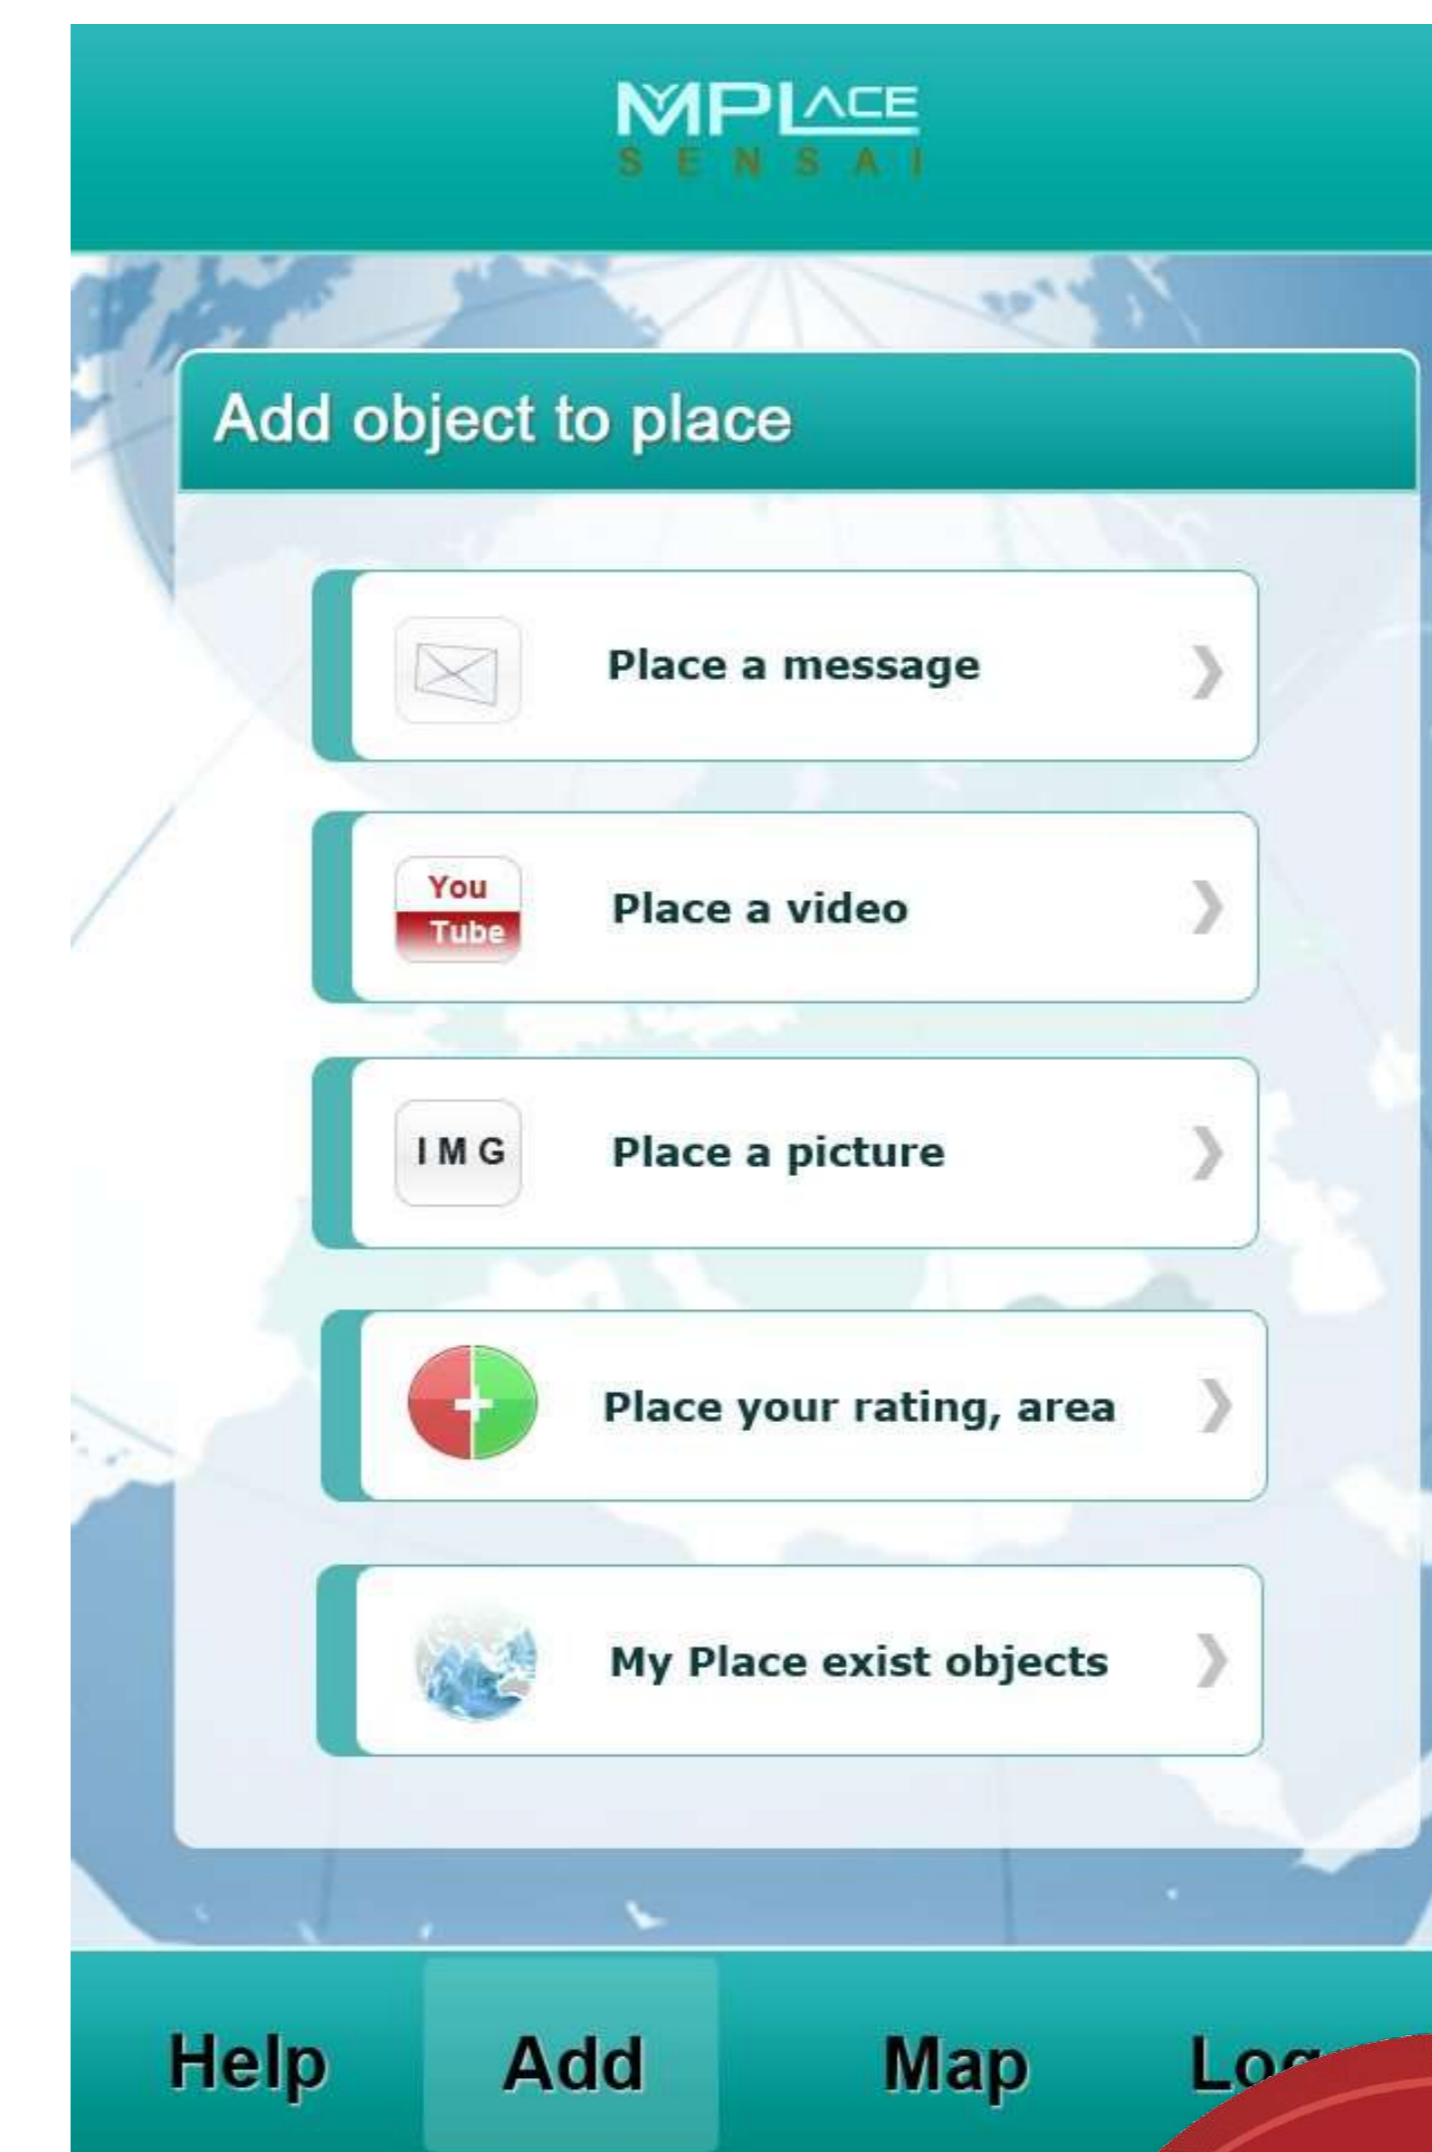 MYPLACE
SENSAI
Add object to place
Place a message
You
Tube
Place a video
IMG
Place a picture
Place your rating, area
My Place exist objects
Help Add Map